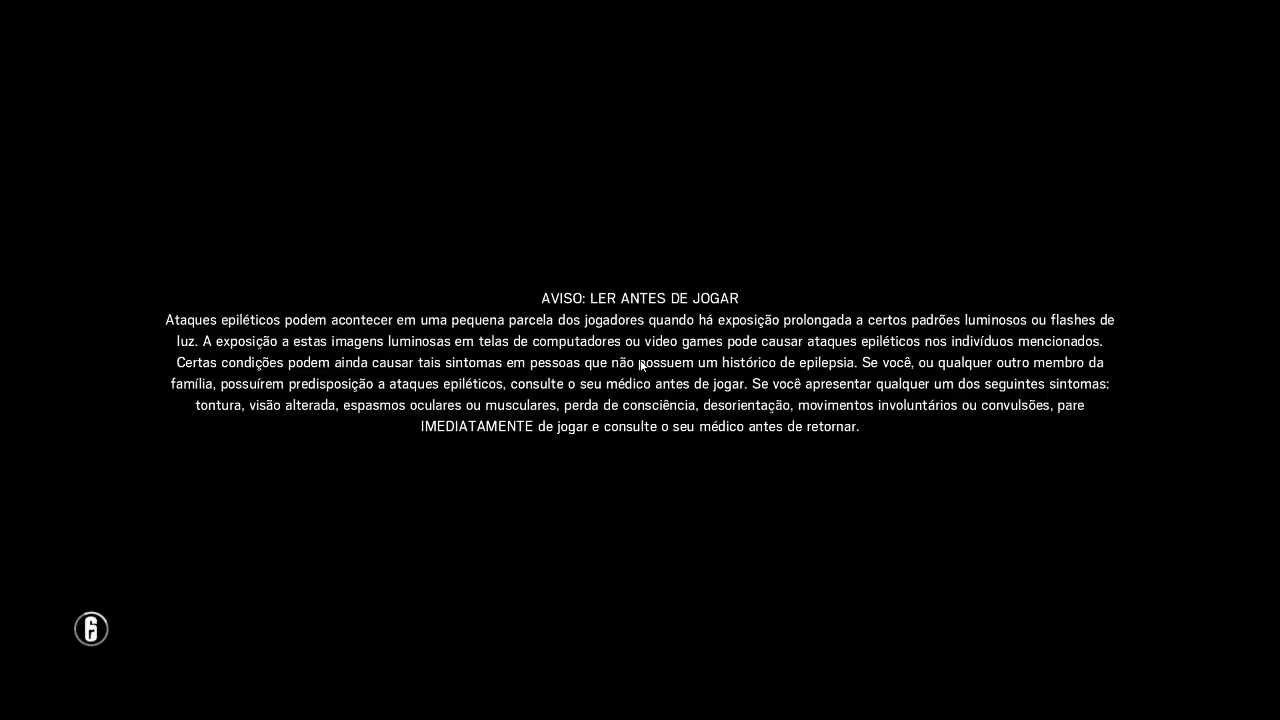 AVISO: LER ANTES DE JOGAR
Ataques epiléticos podem acontecer em uma pequena parcela dos jogadores quando há exposição prolongada a certos padrões luminosos ou flashes de
luz. A exposição a estas imagens luminosas em telas de computadores ou video games pode causar ataques epiléticos nos indivíduos mencionados.
Certas condições podem ainda causar tais sintomas em pessoas que não possuem um histórico de epilepsia. Se você, ou qualquer outro membro da
família, possuírem predisposição a ataques epiléticos, consulte o seu médico antes de jogar. Se você apresentar qualquer um dos seguintes sintomas:
tontura, visão alterada, espasmos oculares ou musculares, perda de consciência, desorientação, movimentos involuntários ou convulsões, pare
IMEDIATAMENTE de jogar e consulte o seu médico antes de retornar.
6